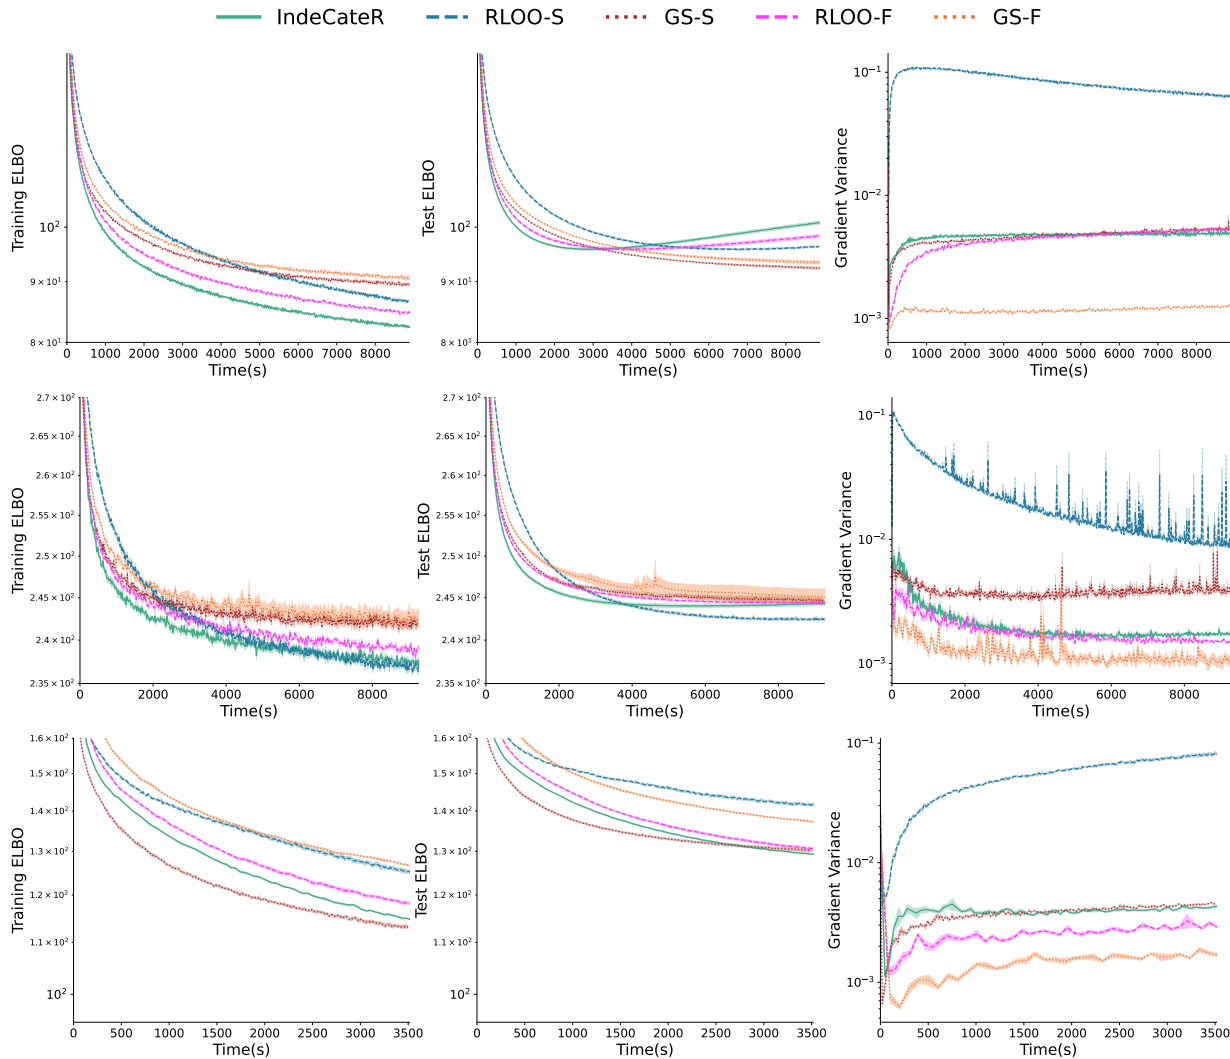 IndeCateR RLOO-S GS-S RLOO-F GS-F
Training ELBO
10²
9 × 10¹
8 × 10¹
0 1000 2000 3000 4000 5000 6000 7000 8000
Time(s)
Test ELBO
10²
9 × 10¹
8 × 10¹
0 1000 2000 3000 4000 5000 6000 7000 8000
Time(s)
Gradient Variance
10⁻¹
10⁻²
10⁻³
0 1000 2000 3000 4000 5000 6000 7000 8000
Time(s)
Training ELBO
2.7 × 10²
2.65 × 10²
2.6 × 10²
2.55 × 10²
2.5 × 10²
2.45 × 10²
2.4 × 10²
2.35 × 10²
0 2000 4000 6000 8000
Time(s)
Test ELBO
2.7 × 10²
2.65 × 10²
2.6 × 10²
2.55 × 10²
2.5 × 10²
2.45 × 10²
2.4 × 10²
2.35 × 10²
0 2000 4000 6000 8000
Time(s)
Gradient Variance
10⁻¹
10⁻²
10⁻³
0 2000 4000 6000 8000
Time(s)
Training ELBO
1.6 × 10²
1.5 × 10²
1.4 × 10²
1.3 × 10²
1.2 × 10²
1.1 × 10²
10²
0 500 1000 1500 2000 2500 3000 3500
Time(s)
Test ELBO
1.6 × 10²
1.5 × 10²
1.4 × 10²
1.3 × 10²
1.2 × 10²
1.1 × 10²
10²
0 500 1000 1500 2000 2500 3000 3500
Time(s)
Gradient Variance
10⁻¹
10⁻²
10⁻³
0 500 1000 1500 2000 2500 3000 3500
Time(s)